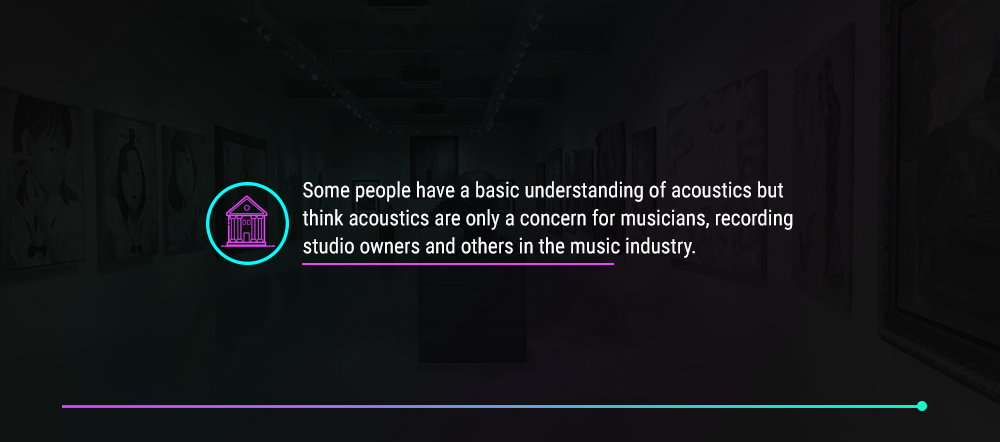 Some people have a basic understanding of acoustics but
think acoustics are only a concern for musicians, recording
studio owners and others in the music industry.